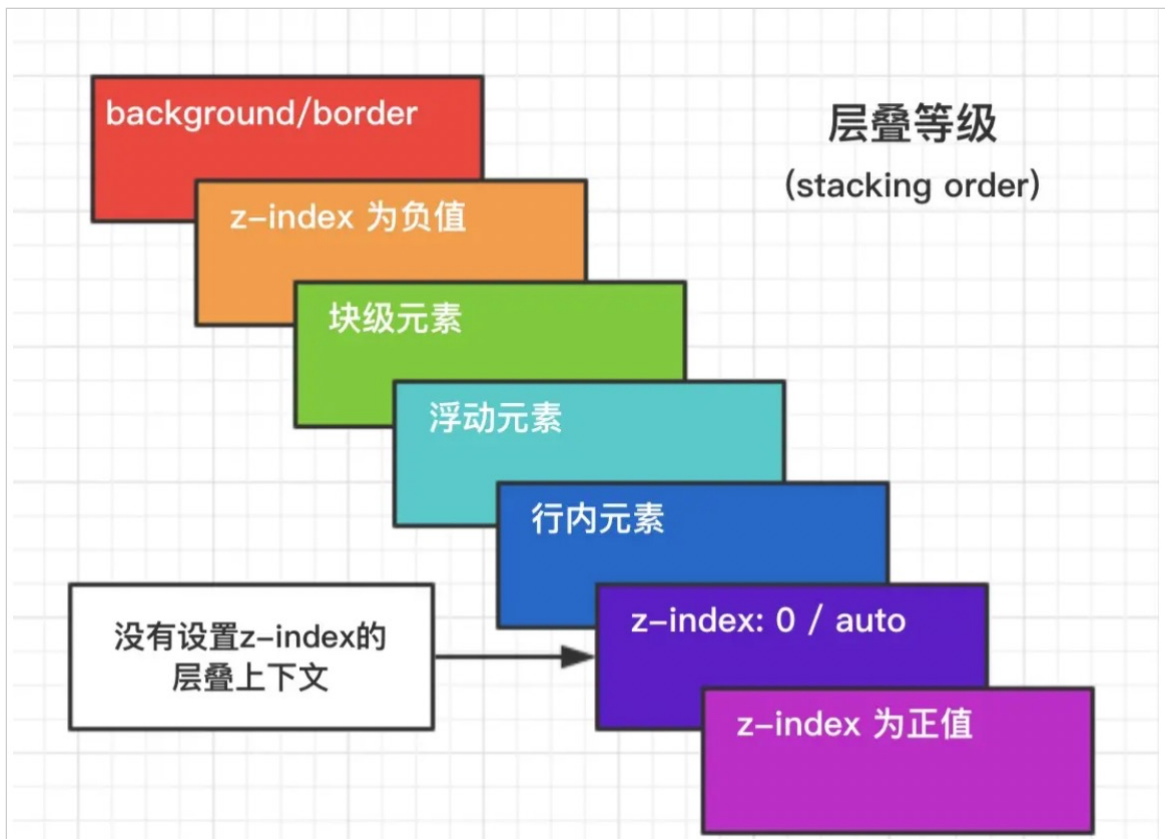 background/border
层叠等级
(stacking order)
z-index 为负值
块级元素
浮动元素
行内元素
没有设置z-index的
层叠上下文
z-index: 0 / auto
z-index 为正值